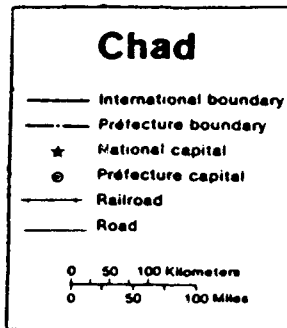 Chad
International boundary
Préfecture boundary
National capital
Préfecture capital
Railroad
Road
0 50 100 Kilometers
0 50 100 Miles